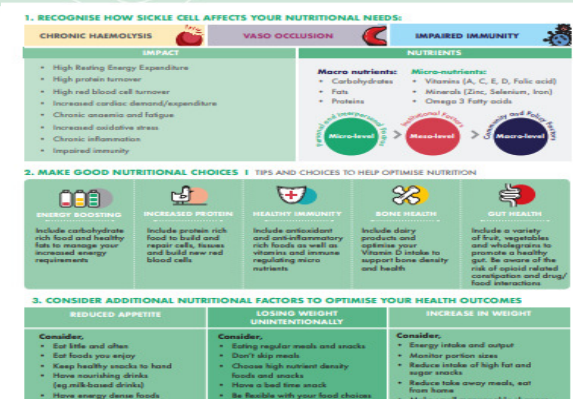 1. RECOGNISE HOW SICKLE CELL AFFECTS YOUR NUTRITIONAL NEEDS:
CHRONIC HAEMOLYSIS
VASO OCCLUSION
IMPAIRED IMMUNITY
IMPACT
• High Resting Energy Expenditure
• High protein turnover
• High red blood cell turnover
• Increased cardiac demand/expenditure
• Chronic anaemia and fatigue
• Increased oxidative stress
• Chronic inflammation
• Impaired immunity
NUTRIENTS
Macro nutrients:
• Carbohydrates
• Fats
• Proteins
Micro-nutrients:
• Vitamins (A, C, E, D, Folic acid)
• Minerals (Zinc, Selenium, Iron)
• Omega 3 Fatty acids
Personal and Interpersonal
Micro-level
>
Institutional Factors
Meso-level
>
Community and Policy Factors
Macro-level
2. MAKE GOOD NUTRITIONAL CHOICES I TIPS AND CHOICES TO HELP OPTIMISE NUTRITION
ENERGY BOOSTING
Include carbohydrate
rich food and healthy
fats to manage your
increased energy
requirements
INCREASED PROTEIN
Include protein rich
food to build and
repair cells, tissues
and build new red
blood cells
HEALTHY IMMUNITY
Include antioxidant
and anti-inflammatory
rich foods as well as
vitamins and immune
regulating micro
nutrients
BONE HEALTH
Include dairy
products and
optimise your
Vitamin D intake to
support bone density
and health
GUT HEALTH
Include a variety
of fruit, vegetables
and wholegrains to
promote a healthy
gut. Be aware of the
risk of opioid related
constipation and drug/
food interactions
3. CONSIDER ADDITIONAL NUTRITIONAL FACTORS TO OPTIMISE YOUR HEALTH OUTCOMES
REDUCED APPETITE
Consider,
• Eat little and often
• Eat foods you enjoy
• Keep healthy snacks to hand
• Have nourishing drinks
(eg.milk-based drinks)
• Have energy dense foods
LOSING WEIGHT
UNINTENTIONALLY
Consider,
• Eating regular meals and snacks
• Don't skip meals
• Choose high nutrient density
foods and snacks
• Have a bed time snack
• Be flexible with your food choices
INCREASE IN WEIGHT
Consider,
• Energy intake and output
• Monitor portion sizes
• Reduce intake of high fat and
sugar snacks
• Reduce take away meals, eat
from home